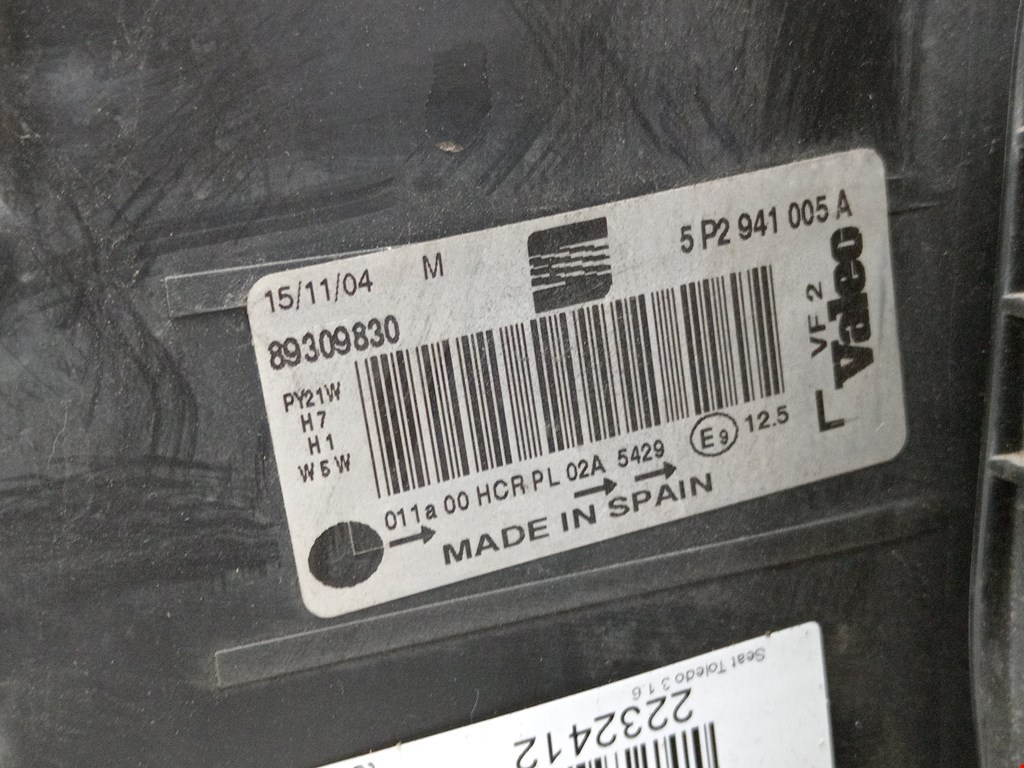 15/11/04 M 5 P2 941 005 A
89309830
PY21W
H7
H1
W5W
VF 2
Valeo
L
011a 00 HCR PL 02A 5429 E9 12.5
MADE IN SPAIN
Seat Toledo 3 1.6
2232412